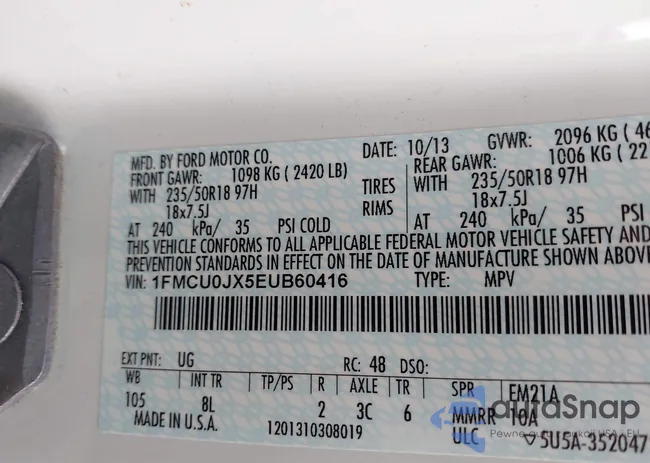 MFD. BY FORD MOTOR CO. DATE: 10/13 GVWR: 2096 KG ( 46
FRONT GAWR: 1098 KG ( 2420 LB) REAR GAWR: 1006 KG ( 22
WITH 235/50R18 97H TIRES WITH 235/50R18 97H
18x7.5J RIMS 18x7.5J
AT 240 kPa/ 35 PSI COLD AT 240 kPa/ 35 PSI
THIS VEHICLE CONFORMS TO ALL APPLICABLE FEDERAL MOTOR VEHICLE SAFETY AND
PREVENTION STANDARDS IN EFFECT ON THE DATE OF MANUFACTURE SHOWN ABOVE
VIN: 1FMCU0JX5EUB60416 TYPE: MPV
EXT PNT: UG RC: 48 DSO:
WB INT TR TP/PS R AXLE TR SPR EM21A
105 8L 2 3C 6 MMRR 10A
MADE IN U.S.A. 1201310308019 ULC 5U5A-352047
autoSnap